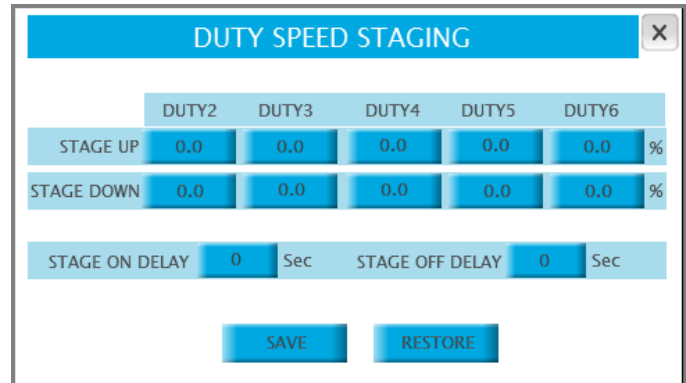 DUTY SPEED STAGING X
DUTY2 DUTY3 DUTY4 DUTY5 DUTY6
STAGE UP 0.0 0.0 0.0 0.0 0.0 %
STAGE DOWN 0.0 0.0 0.0 0.0 0.0 %
STAGE ON DELAY 0 Sec STAGE OFF DELAY 0 Sec
SAVE RESTORE